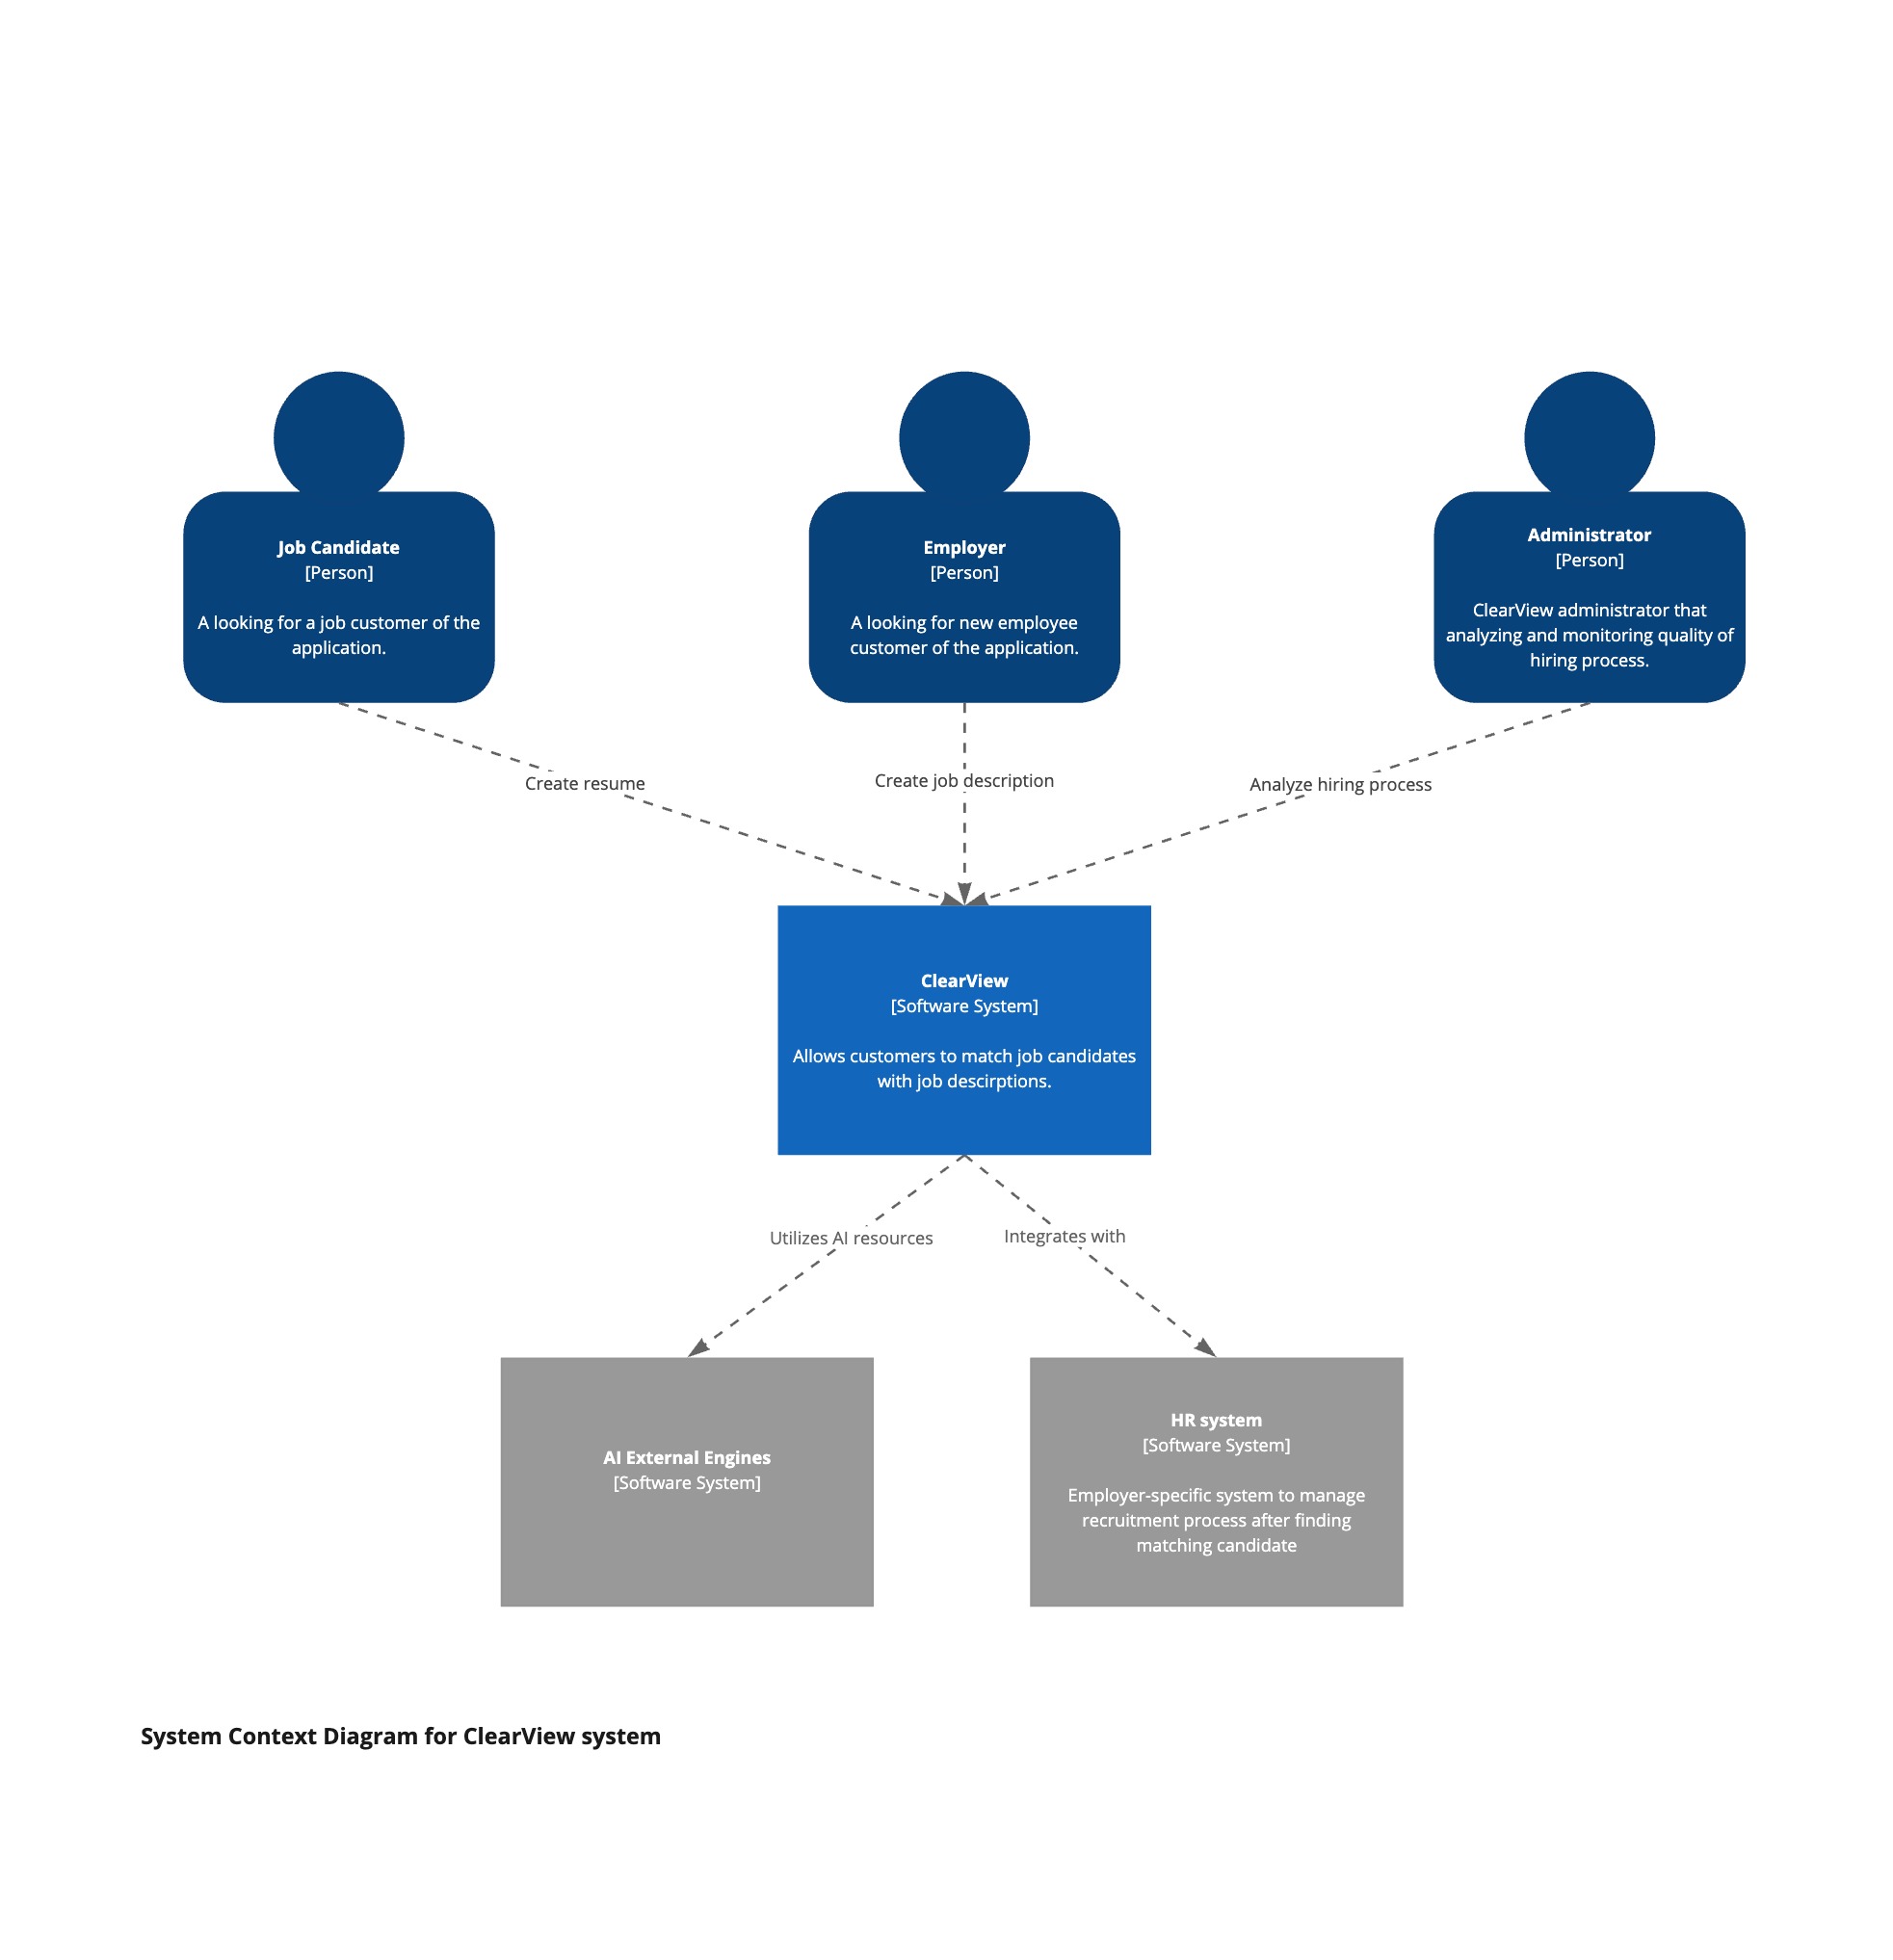 Job Candidate
[Person]
A looking for a job customer of the
application.
Employer
[Person]
A looking for new employee
customer of the application.
Administrator
[Person]
ClearView administrator that
analyzing and monitoring quality of
hiring process.
Create resume
Create job description
Analyze hiring process
ClearView
[Software System]
Allows customers to match job candidates
with job descirptions.
Utilizes AI resources
Integrates with
AI External Engines
[Software System]
HR system
[Software System]
Employer-specific system to manage
recruitment process after finding
matching candidate
System Context Diagram for ClearView system